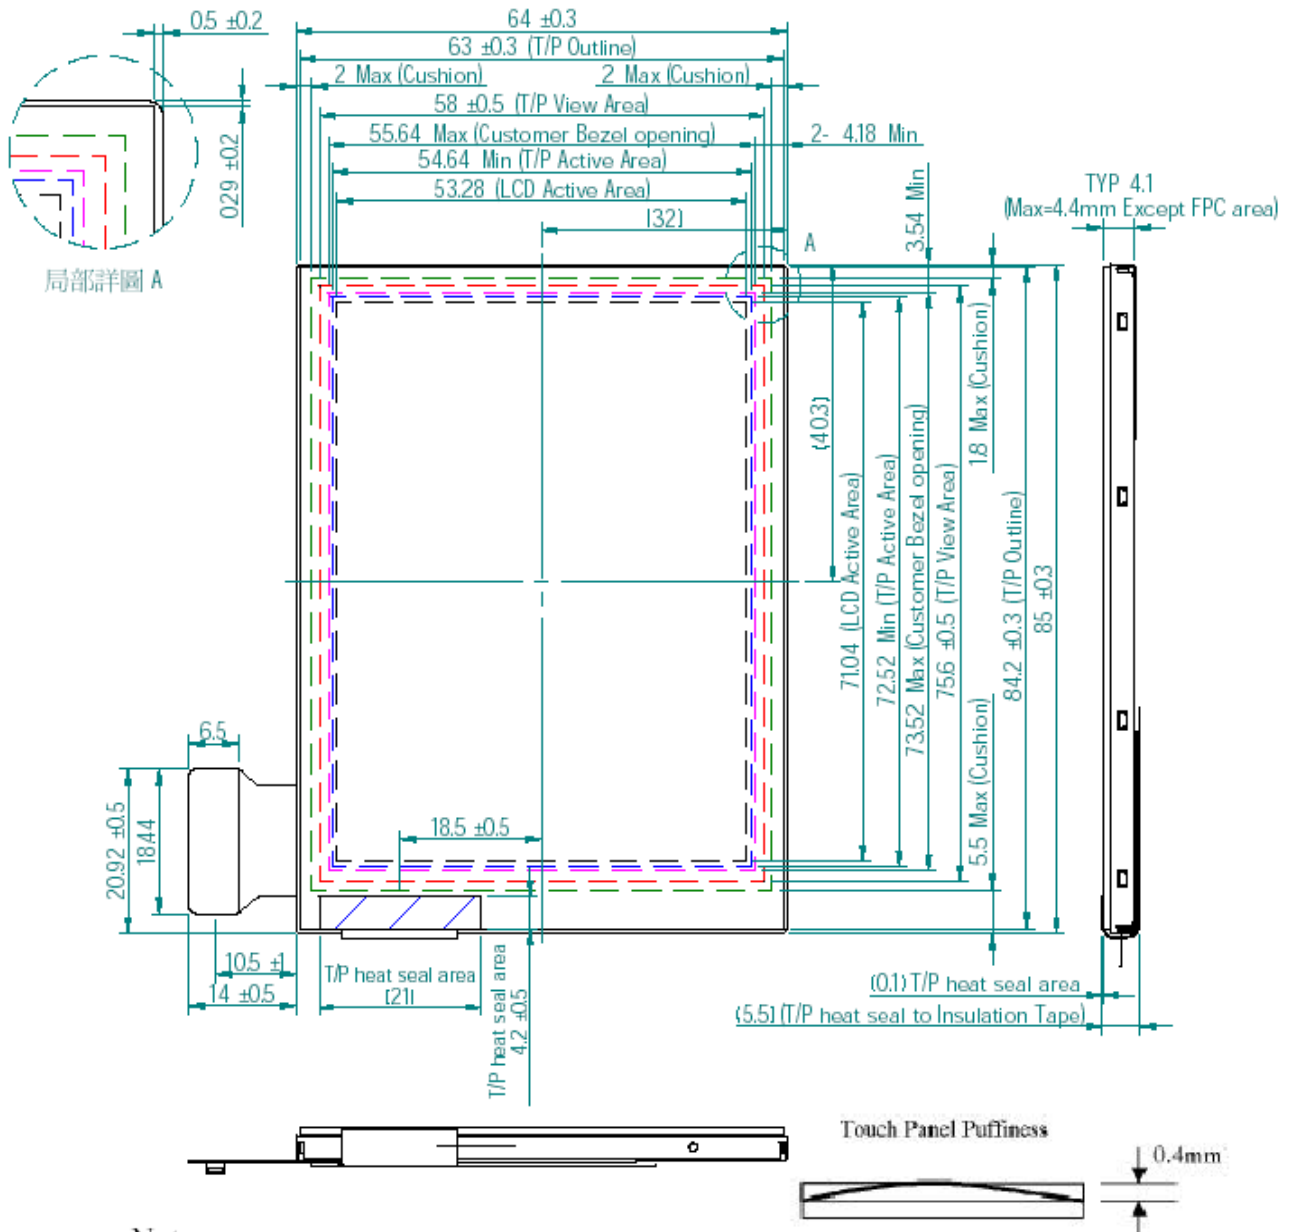 0.5 ±0.2
64 ±0.3
63 ±0.3 (T/P Outline)
2 Max (Cushion)
2 Max (Cushion)
58 ±0.5 (T/P View Area)
55.64 Max (Customer Bezel opening)
2- 4.18 Min
54.64 Min (T/P Active Area)
53.28 (LCD Active Area)
029 ±0.2
[32]
3.54 Min
TYP 4.1
(Max=4.4mm Except FPC area)
A
局部詳圖 A
(40.3)
1.8 Max (Cushion)
71.04 (LCD Active Area)
72.52 Min (T/P Active Area)
73.52 Max (Customer Bezel opening)
75.6 ±0.5 (T/P View Area)
84.2 ±0.3 (T/P Outline)
85 ±0.3
5.5 Max (Cushion)
6.5
20.92 ±0.5
18.44
18.5 ±0.5
10.5 ±1
14 ±0.5
T/P heat seal area
[21]
T/P heat seal area
4.2 ±0.5
(0.1) T/P heat seal area
(5.5) (T/P heat seal to Insulation Tape)
Touch Panel Puffiness
0.4mm